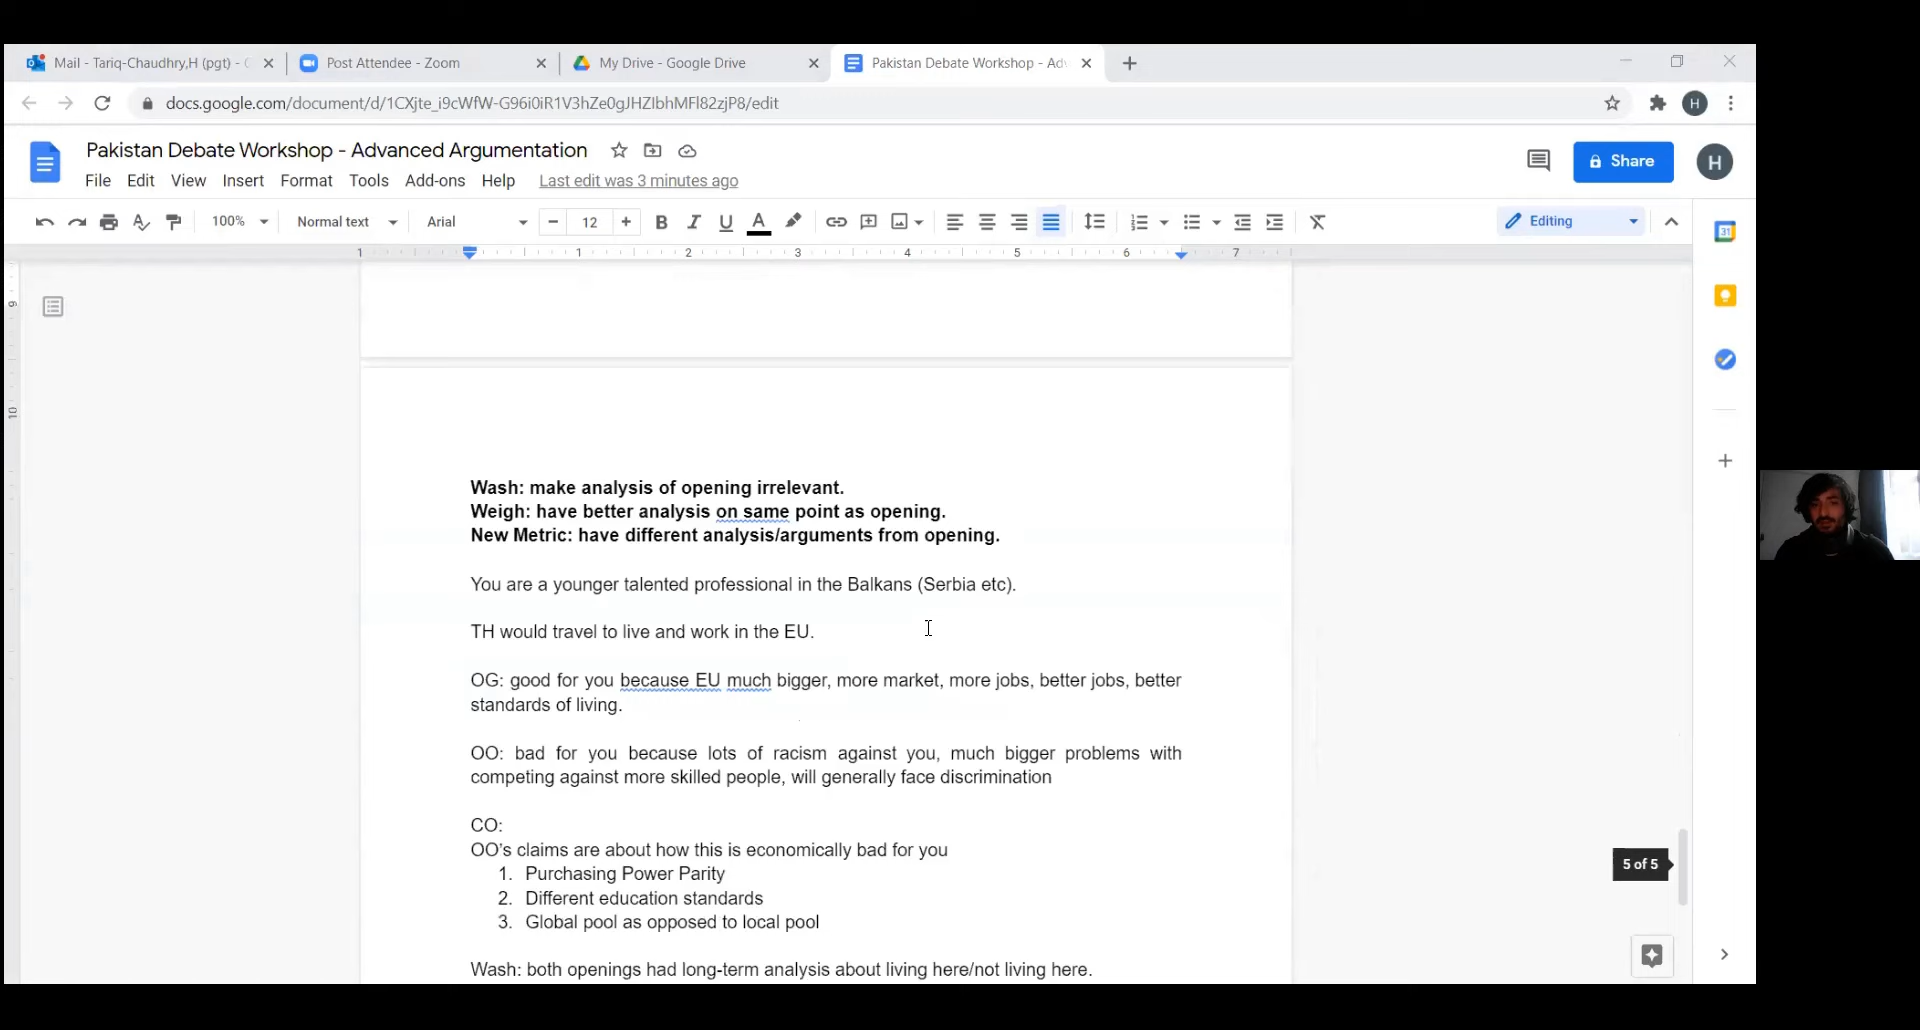 Mail - Tariq-Chaudhry,H (pgt) - 
Post Attendee - Zoom
My Drive - Google Drive
Pakistan Debate Workshop - Adv
docs.google.com/document/d/1CXjte_i9cWfW-G96i0iR1V3hZe0gJHZIbhMFl82zjP8/edit
H
Pakistan Debate Workshop - Advanced Argumentation
Share
H
File Edit View Insert Format Tools Add-ons Help Last edit was 3 minutes ago
100% Normal text Arial 12 B I U A Editing
1 1 2 3 4 5 6 7
31
9
10
Wash: make analysis of opening irrelevant.
Weigh: have better analysis on same point as opening.
New Metric: have different analysis/arguments from opening.
You are a younger talented professional in the Balkans (Serbia etc).
TH would travel to live and work in the EU.
OG: good for you because EU much bigger, more market, more jobs, better jobs, better
standards of living.
OO: bad for you because lots of racism against you, much bigger problems with
competing against more skilled people, will generally face discrimination
CO:
OO's claims are about how this is economically bad for you
5 of 5
1. Purchasing Power Parity
2. Different education standards
3. Global pool as opposed to local pool
Wash: both openings had long-term analysis about living here/not living here.